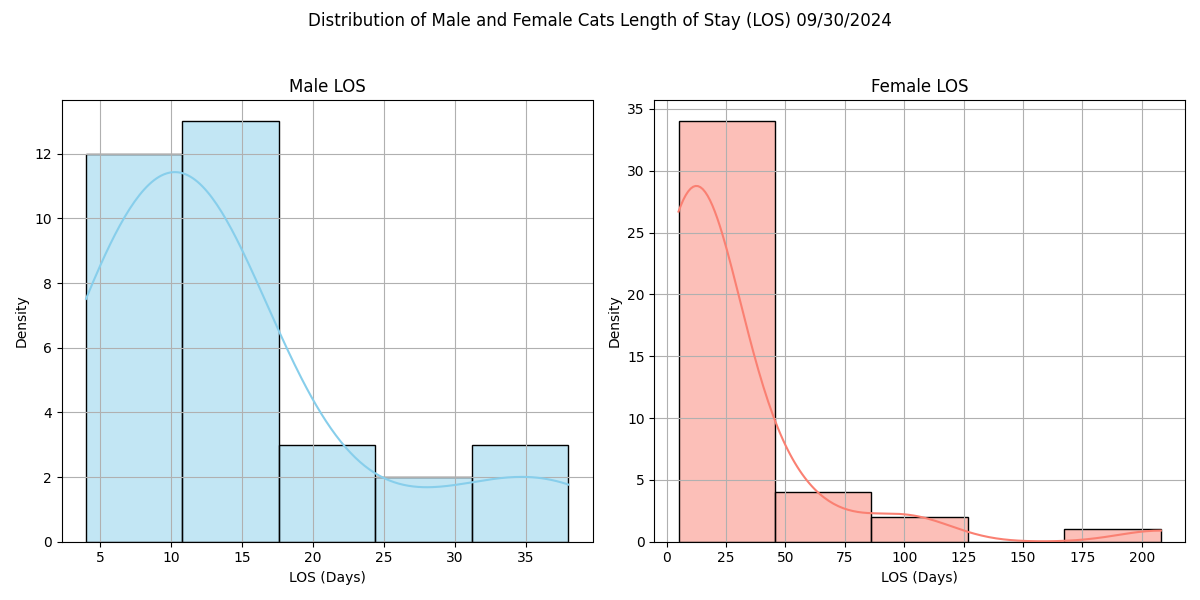 Distribution of Male and Female Cats Length of Stay (LOS) 09/30/2024
Male LOS
Density
12
10
8
6
4
2
0
5 10 15 20 25 30 35
LOS (Days)
Female LOS
Density
35
30
25
20
15
10
5
0
0 25 50 75 100 125 150 175 200
LOS (Days)